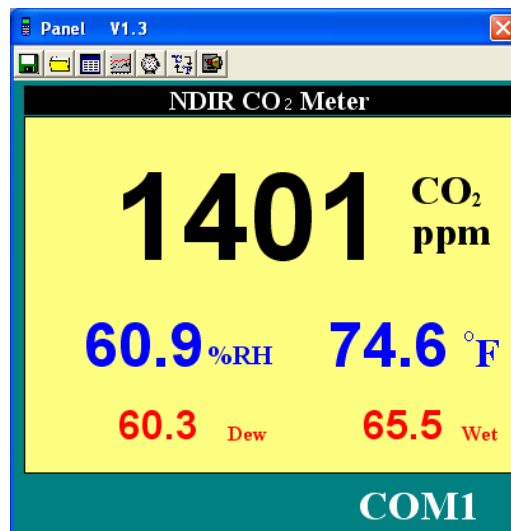 Panel V1.3
NDIR CO2 Meter
1401 CO2 ppm
60.9 %RH 74.6 °F
60.3 Dew 65.5 Wet
COM1